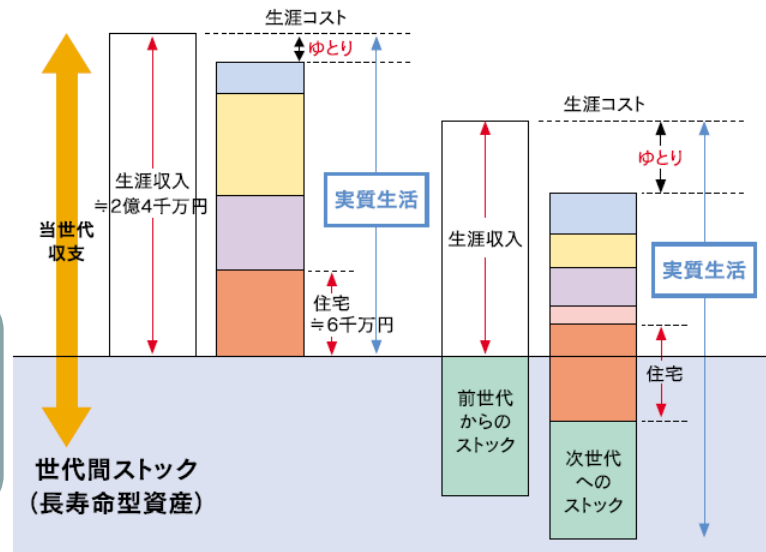 生涯コスト
ゆとり
生涯収入
≒2億4千万円
実質生活
当世代
収支
住宅
≒6千万円
生涯コスト
ゆとり
生涯収入
実質生活
住宅
前世代
からの
ストック
次世代
への
ストック
世代間ストック
（長寿命型資産）